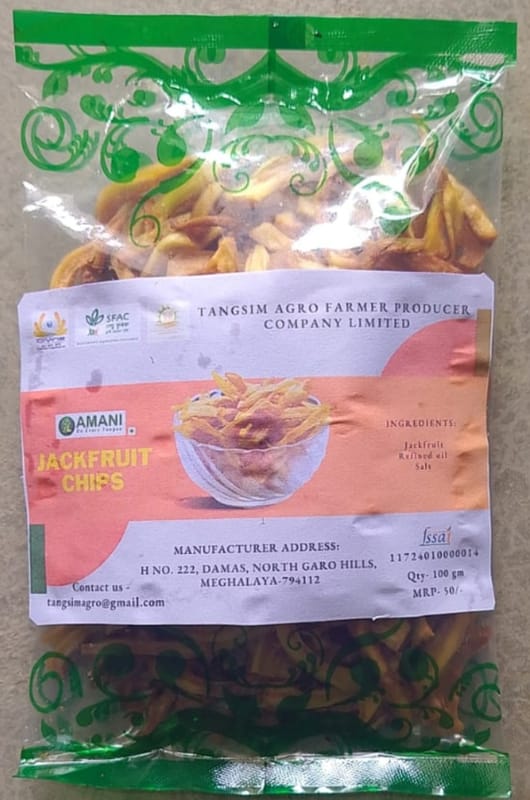 TANGSIM AGRO FARMER PRODUCER
COMPANY LIMITED
SFAC
AMANI
JACKFRUIT
CHIPS
INGREDIENTS:
Jackfruit
Refined oil
Salt
MANUFACTURER ADDRESS:
H NO. 222, DAMAS, NORTH GARO HILLS,
MEGHALAYA-794112
Contact us -
tangsimagro@gmail.com
fssai
11724010000014
Qty- 100 gm
MRP- 50/-